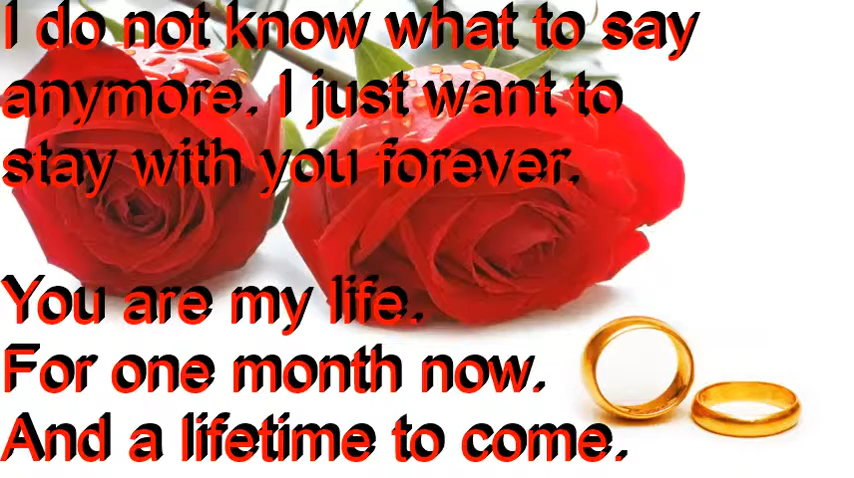 I do not know what to say
anymore. I just want to
stay with you forever.
You are my life.
For one month now.
And a lifetime to come.